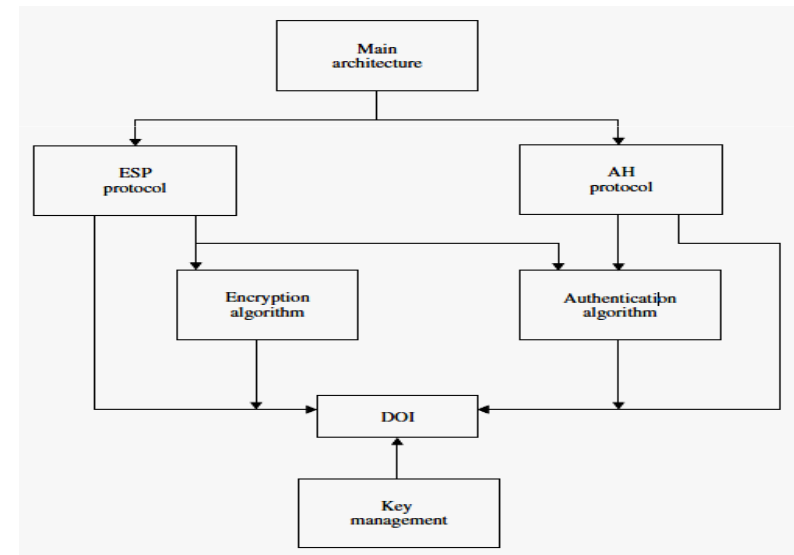 Main
architecture
ESP
protocol
AH
protocol
Encryption
algorithm
Authentication
algorithm
DOI
Key
management